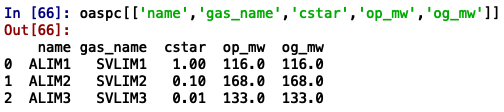 In [66]: oaspc[['name','gas_name','cstar','op_mw','og_mw']]
Out[66]:
    name gas_name  cstar  op_mw  og_mw
0  ALIM1   SVLIM1   1.00  116.0  116.0
1  ALIM2   SVLIM2   0.10  168.0  168.0
2  ALIM3   SVLIM3   0.01  133.0  133.0